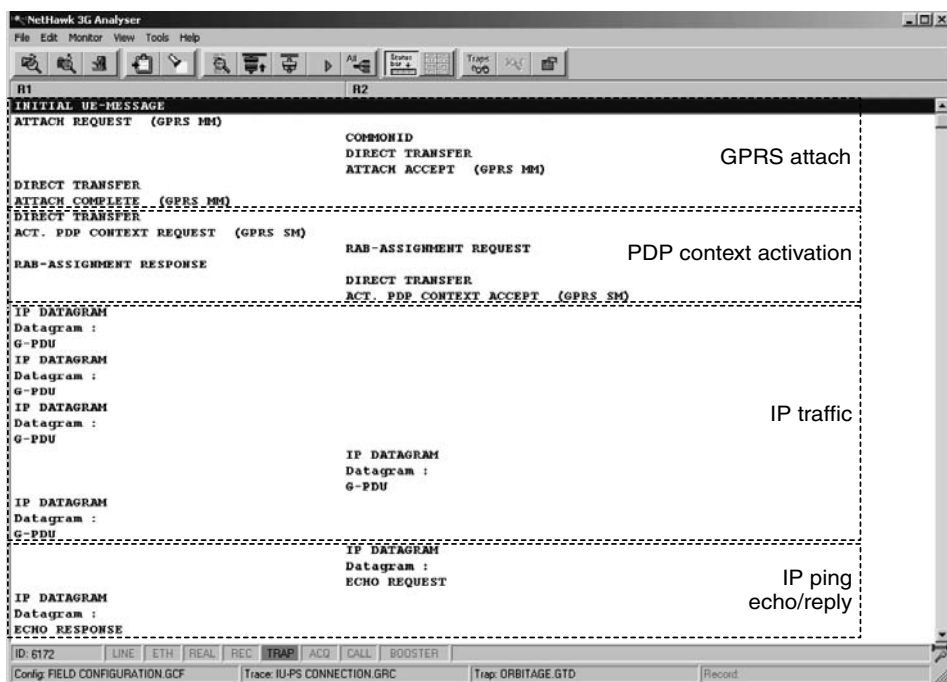 NetHawk 3G Analyser
File Edit Monitor View Tools Help
All
Status bar
Traps
R1 R2
INITIAL UE-MESSAGE
ATTACH REQUEST (GPRS MM)
COMMONID
DIRECT TRANSFER
ATTACH ACCEPT (GPRS MM)
GPRS attach
DIRECT TRANSFER
ATTACH COMPLETE (GPRS MM)
DIRECT TRANSFER
ACT. PDP CONTEXT REQUEST (GPRS SM)
RAB-ASSIGNMENT REQUEST
PDP context activation
RAB-ASSIGNMENT RESPONSE
DIRECT TRANSFER
ACT. PDP CONTEXT ACCEPT (GPRS SM)
IP DATAGRAM
Datagram :
G-PDU
IP DATAGRAM
Datagram :
G-PDU
IP DATAGRAM
Datagram :
G-PDU
IP traffic
IP DATAGRAM
Datagram :
G-PDU
IP DATAGRAM
Datagram :
G-PDU
IP DATAGRAM
Datagram :
ECHO REQUEST
IP ping
echo/reply
IP DATAGRAM
Datagram :
ECHO RESPONSE
ID: 6172 LINE ETH REAL REC TRAP ACQ CALL BOOSTER
Config: FIELD CONFIGURATION.GCF Trace: IU-PS CONNECTION.GRC Trap: ORBITAGE.GTD Record: